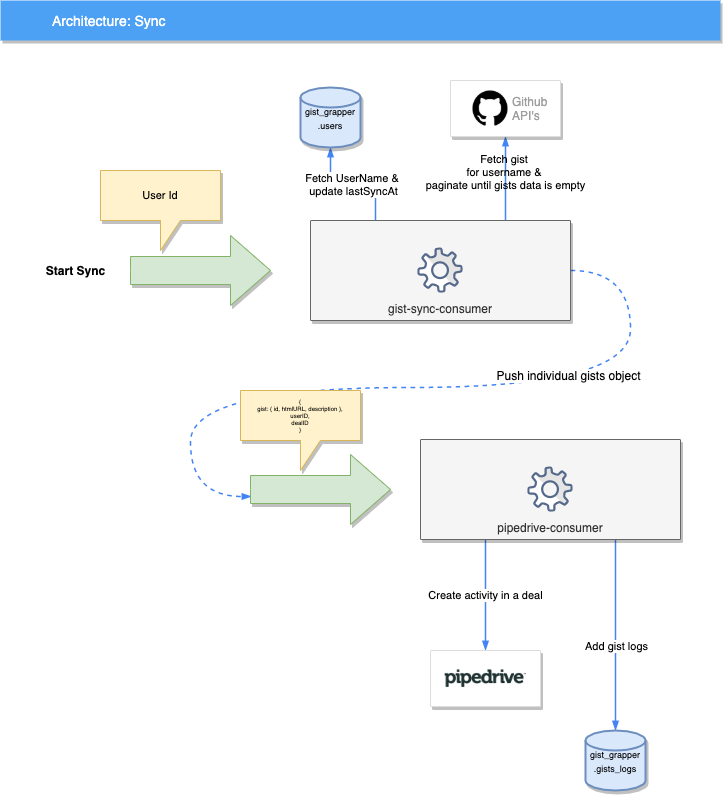 Architecture: Sync
gist_grapper
.users
Github
API's
Fetch UserName &
update lastSyncAt
Fetch gist
for username &
paginate until gists data is empty
User Id
Start Sync
gist-sync-consumer
Push individual gists object
{
gist: { id, htmlURL, description },
userID,
dealID
}
pipedrive-consumer
Create activity in a deal
Add gist logs
pipedrive
gist_grapper
.gists_logs